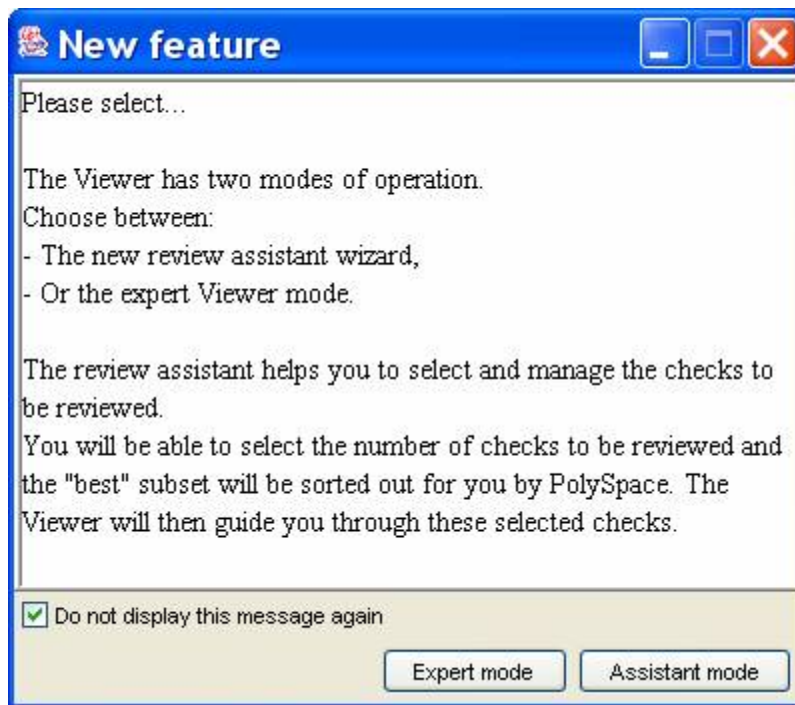 New feature
Please select...
The Viewer has two modes of operation.
Choose between:
- The new review assistant wizard,
- Or the expert Viewer mode.
The review assistant helps you to select and manage the checks to
be reviewed.
You will be able to select the number of checks to be reviewed and
the "best" subset will be sorted out for you by PolySpace. The
Viewer will then guide you through these selected checks.
Do not display this message again
Expert mode
Assistant mode